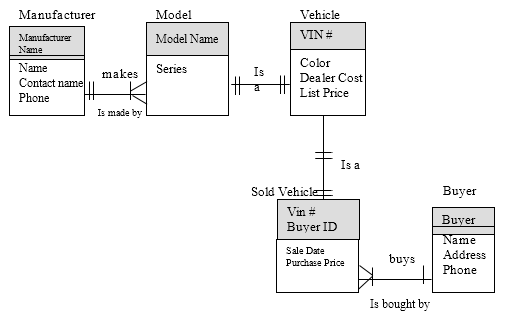 Manufacturer
Manufacturer
Name
Name
Contact name
Phone
makes
Is made by
Model
Model Name
Series
Is
a
Vehicle
VIN #
Color
Dealer Cost
List Price
Is a
Sold Vehicle
Vin #
Buyer ID
Sale Date
Purchase Price
buys
Is bought by
Buyer
Buyer
Name
Address
Phone